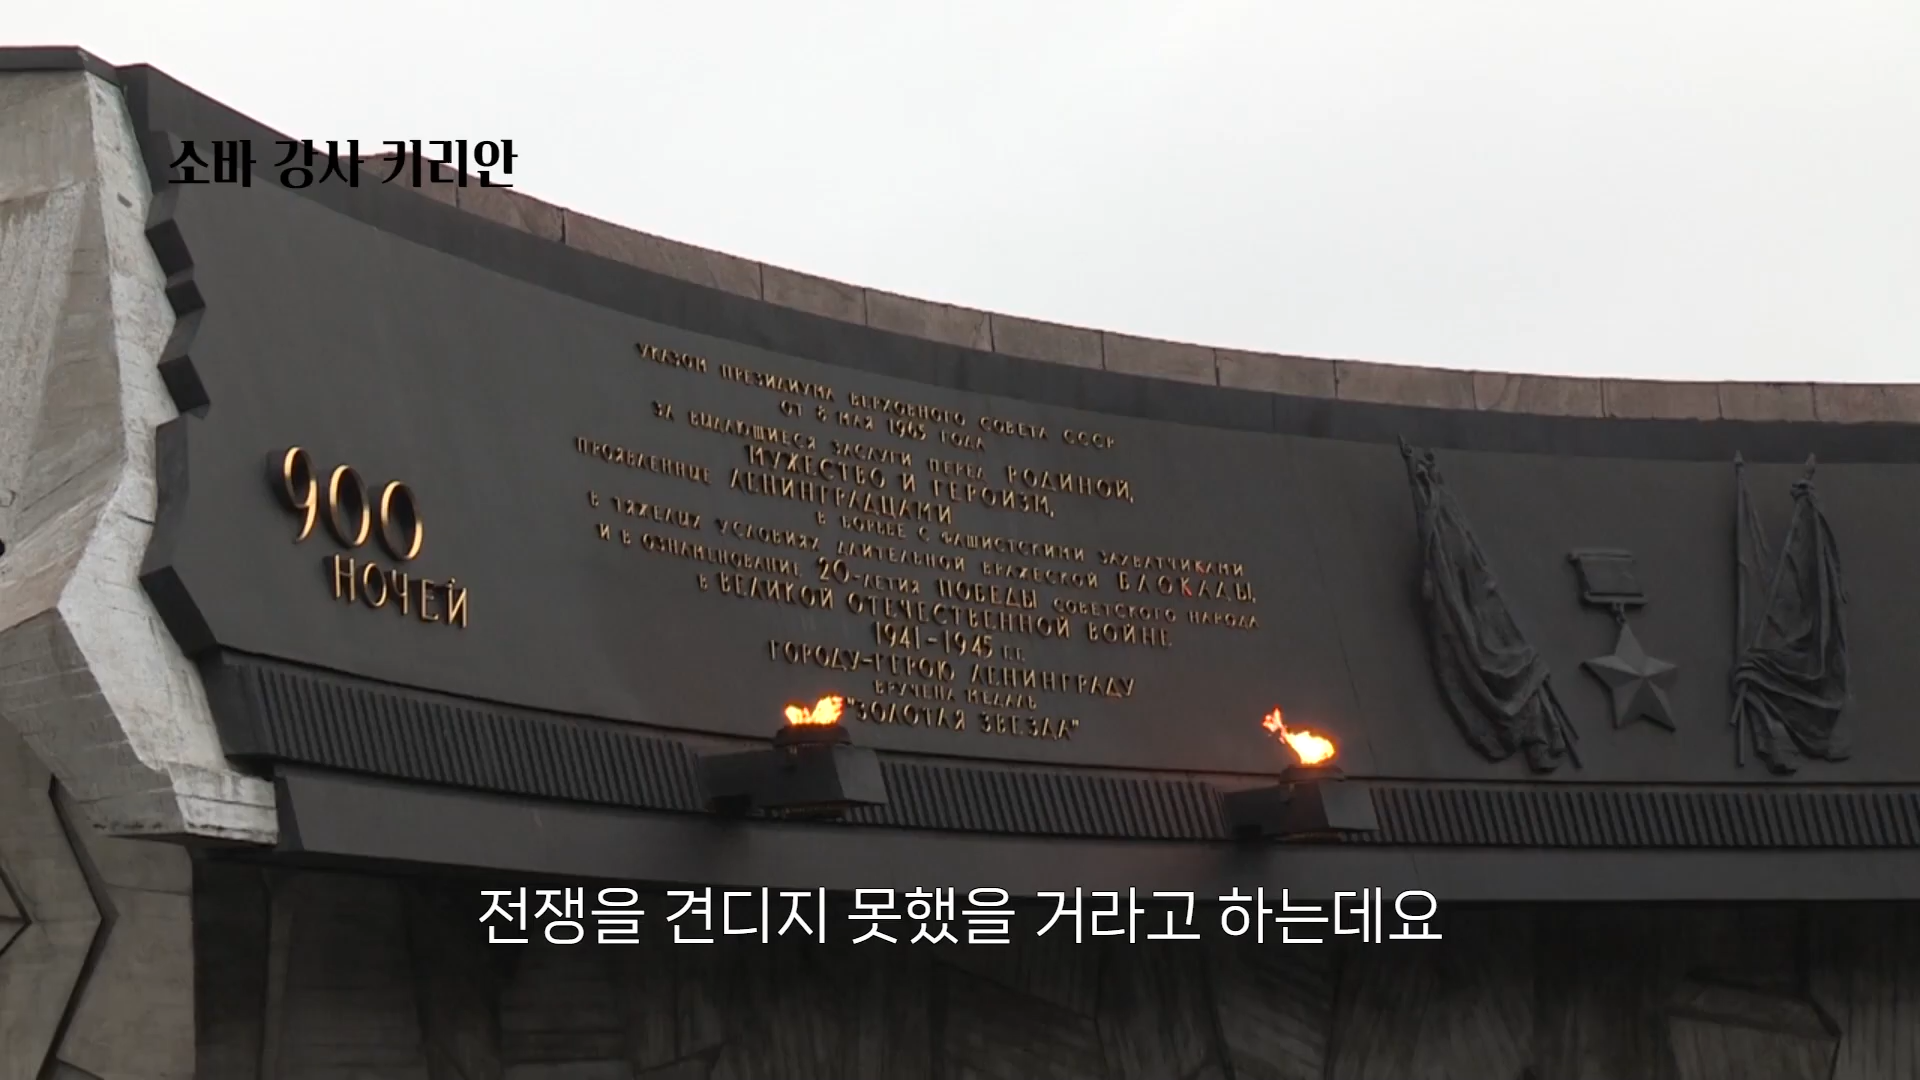 소바 강사 키리안
900
НОЧЕЙ
УКАЗОМ ПРЕЗИДИУМА ВЕРХОВНОГО СОВЕТА СССР
ОТ 8 МАЯ 1965 ГОДА
ЗА ВЫДАЮЩИЕСЯ ЗАСЛУГИ ПЕРЕД РОДИНОЙ,
МУЖЕСТВО И ГЕРОИЗМ,
ПРОЯВЛЕННЫЕ ЛЕНИНГРАДЦАМИ
В БОРЬБЕ С ФАШИСТСКИМИ ЗАХВАТЧИКАМИ
В ТЯЖЕЛЫХ УСЛОВИЯХ ДЛИТЕЛЬНОЙ ВРАЖЕСКОЙ БЛОКАДЫ,
И В ОЗНАМЕНОВАНИЕ 20-ЛЕТИЯ ПОБЕДЫ СОВЕТСКОГО НАРОДА
В ВЕЛИКОЙ ОТЕЧЕСТВЕННОЙ ВОЙНЕ
1941-1945 Г.Г.
ГОРОДУ-ГЕРОЮ ЛЕНИНГРАДУ
ВРУЧЕНА МЕДАЛЬ
"ЗОЛОТАЯ ЗВЕЗДА"
전쟁을 견디지 못했을 거라고 하는데요